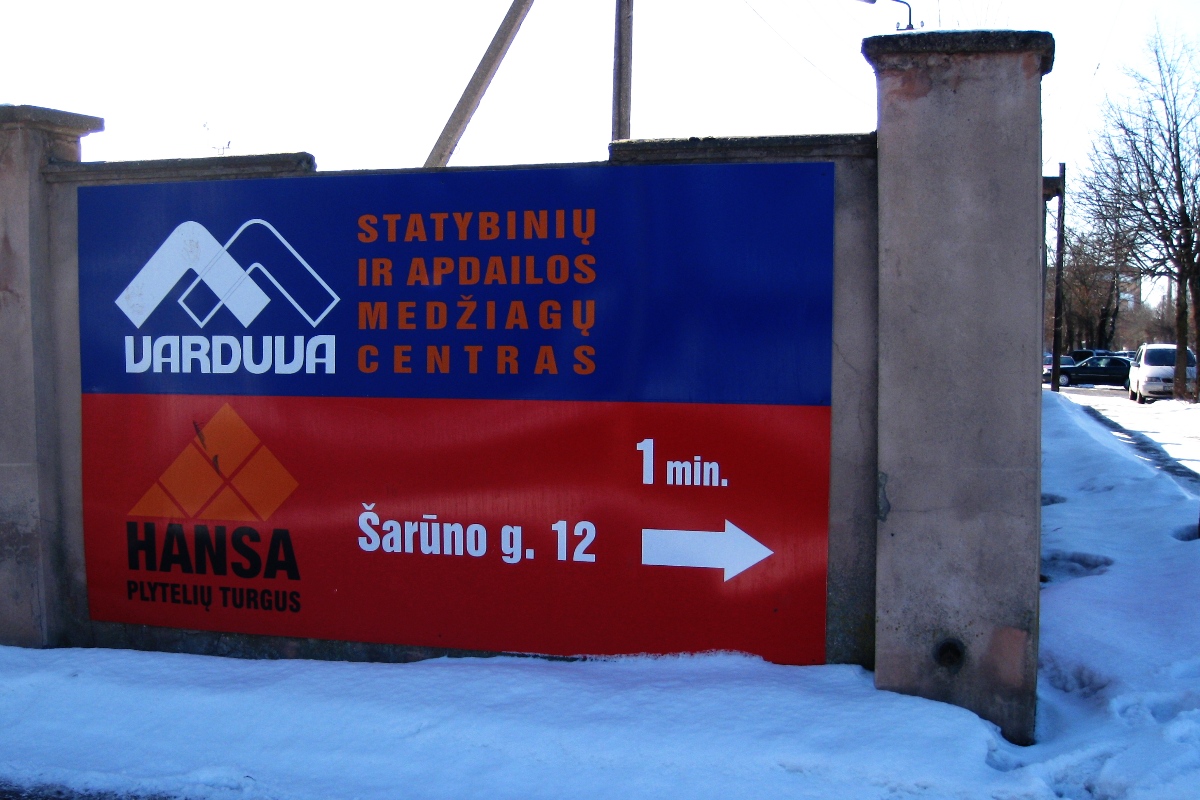 VARDUVA
STATYBINIŲ
IR APDAILOS
MEDŽIAGŲ
CENTRAS
HANSA
PLYTELIŲ TURGUS
Šarūno g. 12
1 min.